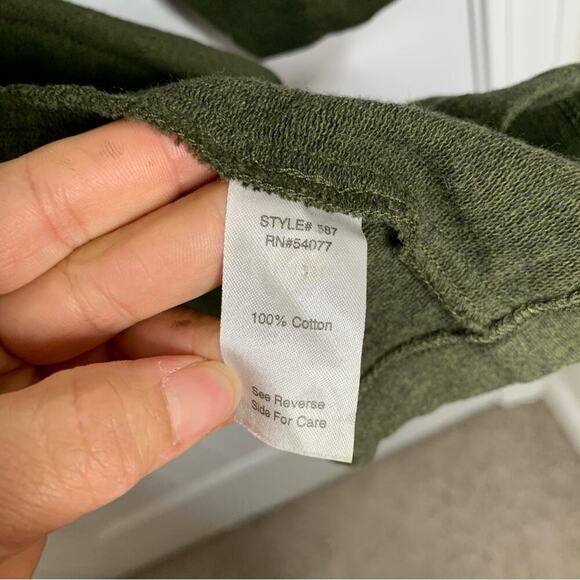 STYLE# 587
RN#54077
100% Cotton
See Reverse
Side For Care